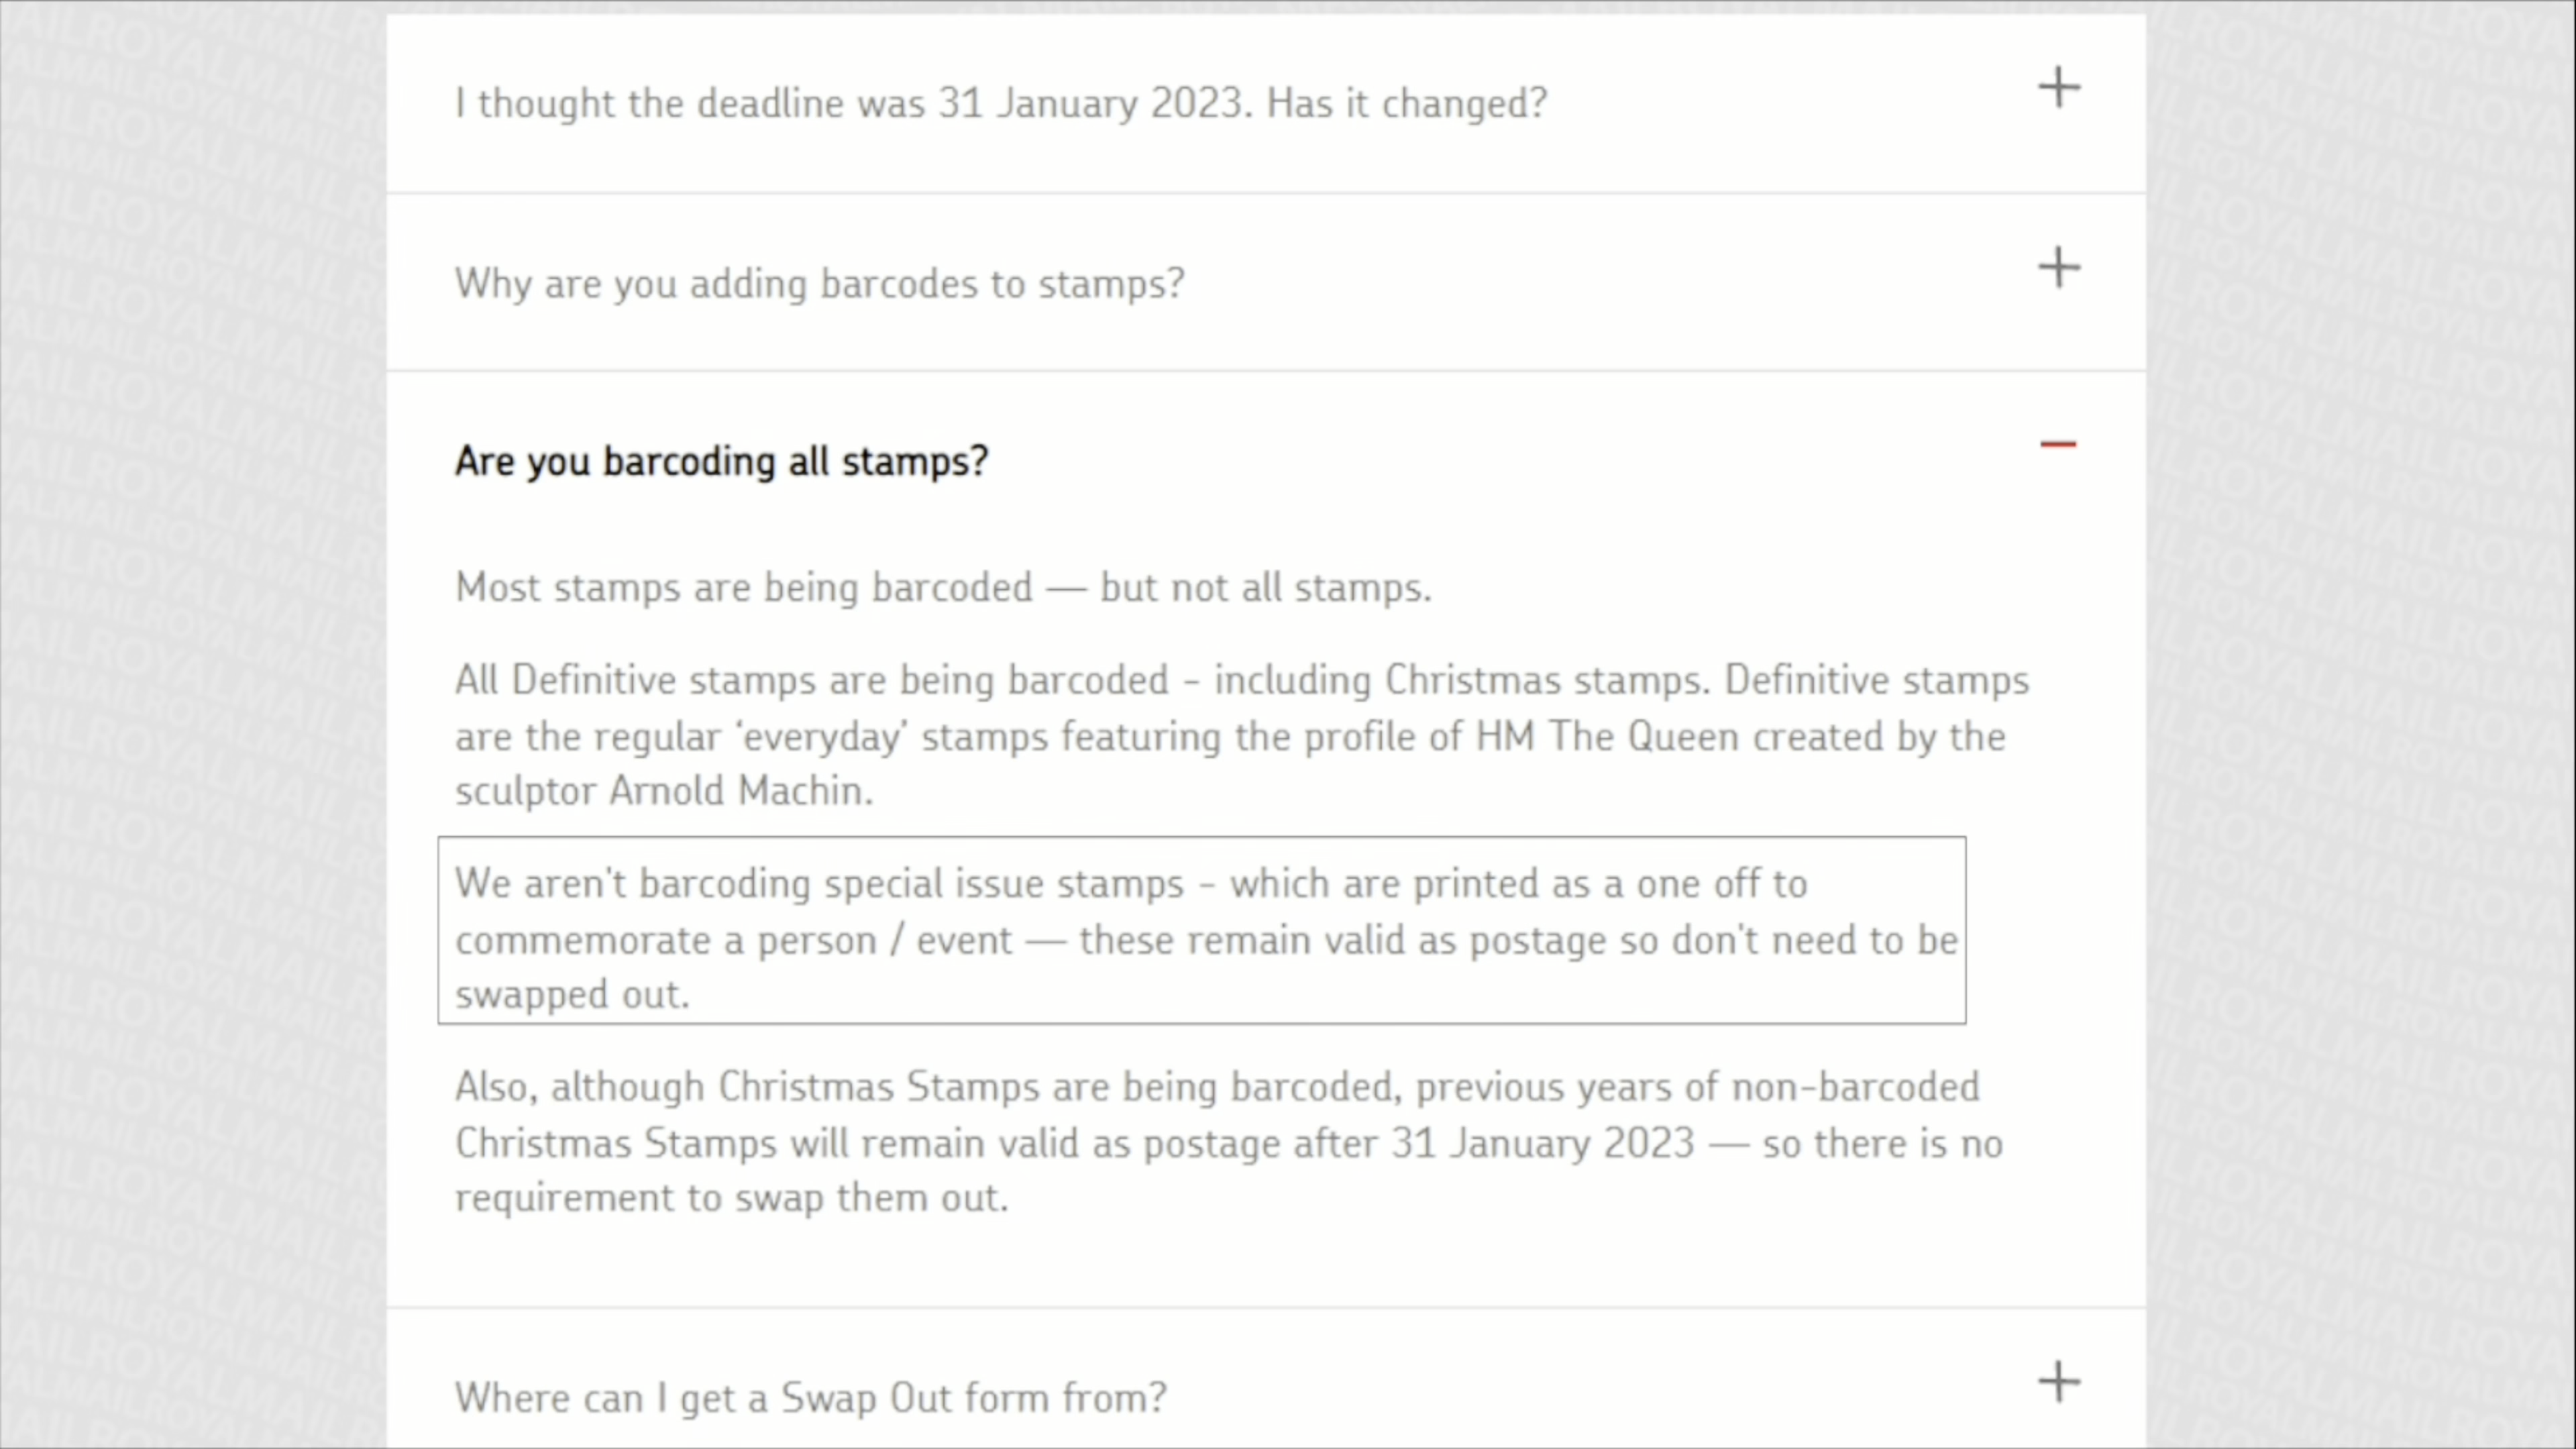 I thought the deadline was 31 January 2023. Has it changed?
Why are you adding barcodes to stamps?
Are you barcoding all stamps?
Most stamps are being barcoded — but not all stamps.
All Definitive stamps are being barcoded – including Christmas stamps. Definitive stamps
are the regular ‘everyday’ stamps featuring the profile of HM The Queen created by the
sculptor Arnold Machin.
We aren't barcoding special issue stamps – which are printed as a one off to
commemorate a person / event — these remain valid as postage so don't need to be
swapped out.
Also, although Christmas Stamps are being barcoded, previous years of non-barcoded
Christmas Stamps will remain valid as postage after 31 January 2023 — so there is no
requirement to swap them out.
Where can I get a Swap Out form from?